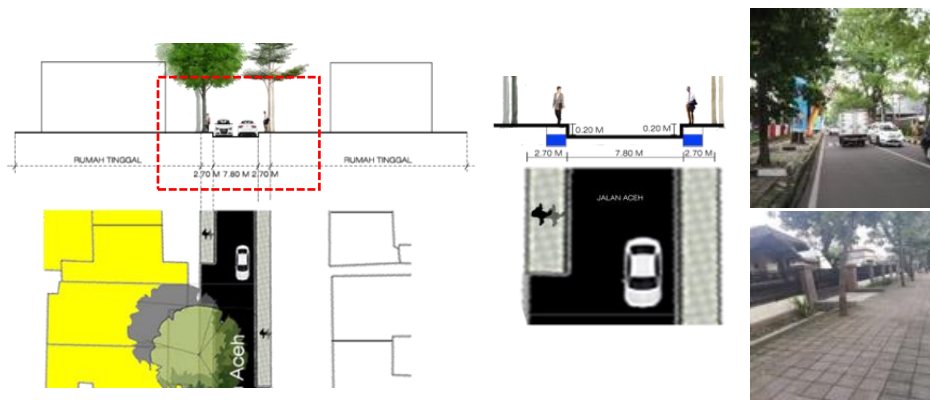 RUMAH TINGGAL
RUMAH TINGGAL
2.70 M 7.80 M 2.70 M
Aceh
0.20 M
0.20 M
2.70 M
7.80 M
2.70 M
JALAN ACEH